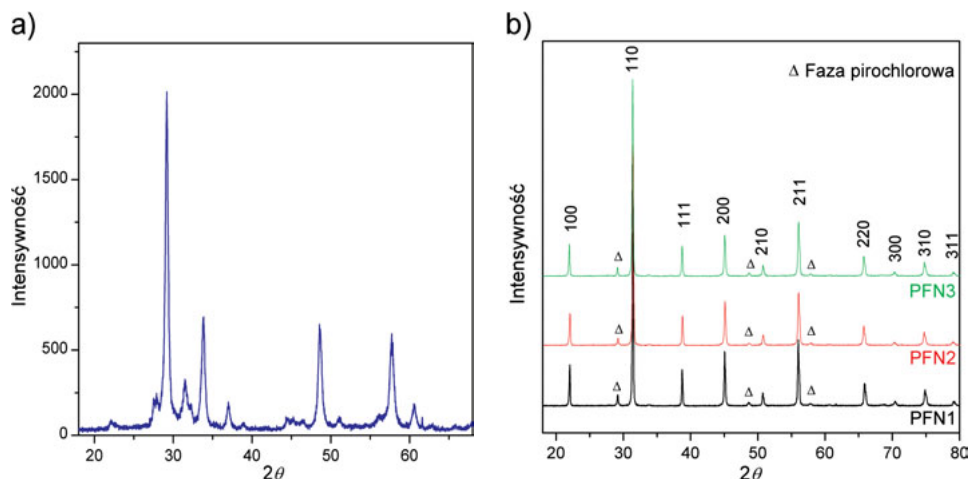 a)
Intensywność
2000
1500
1000
500
0
20 30 40 50 60
2θ
b)
Intensywność
Δ Faza pirochlorowa
100
110
111
200
210
211
220
300
310
311
Δ Δ Δ
PFN3
Δ Δ Δ
PFN2
Δ Δ Δ
PFN1
20 30 40 50 60 70 80
2θ